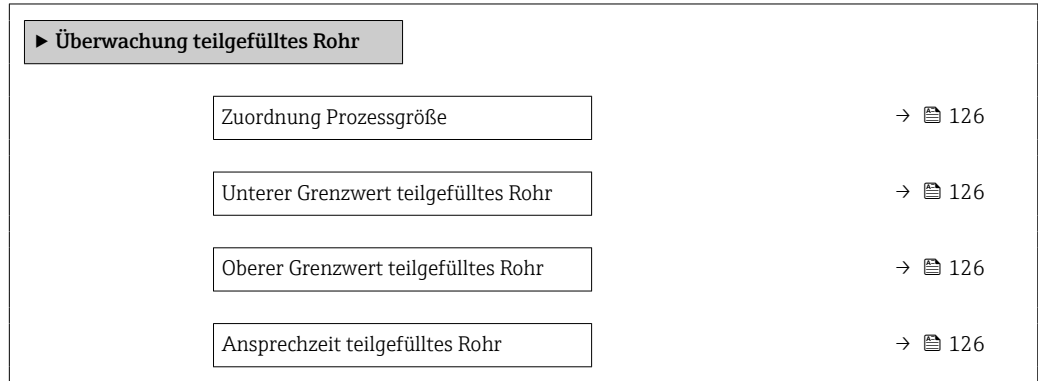 ▶ Überwachung teilgefülltes Rohr
Zuordnung Prozessgröße → 126
Unterer Grenzwert teilgefülltes Rohr → 126
Oberer Grenzwert teilgefülltes Rohr → 126
Ansprechzeit teilgefülltes Rohr → 126